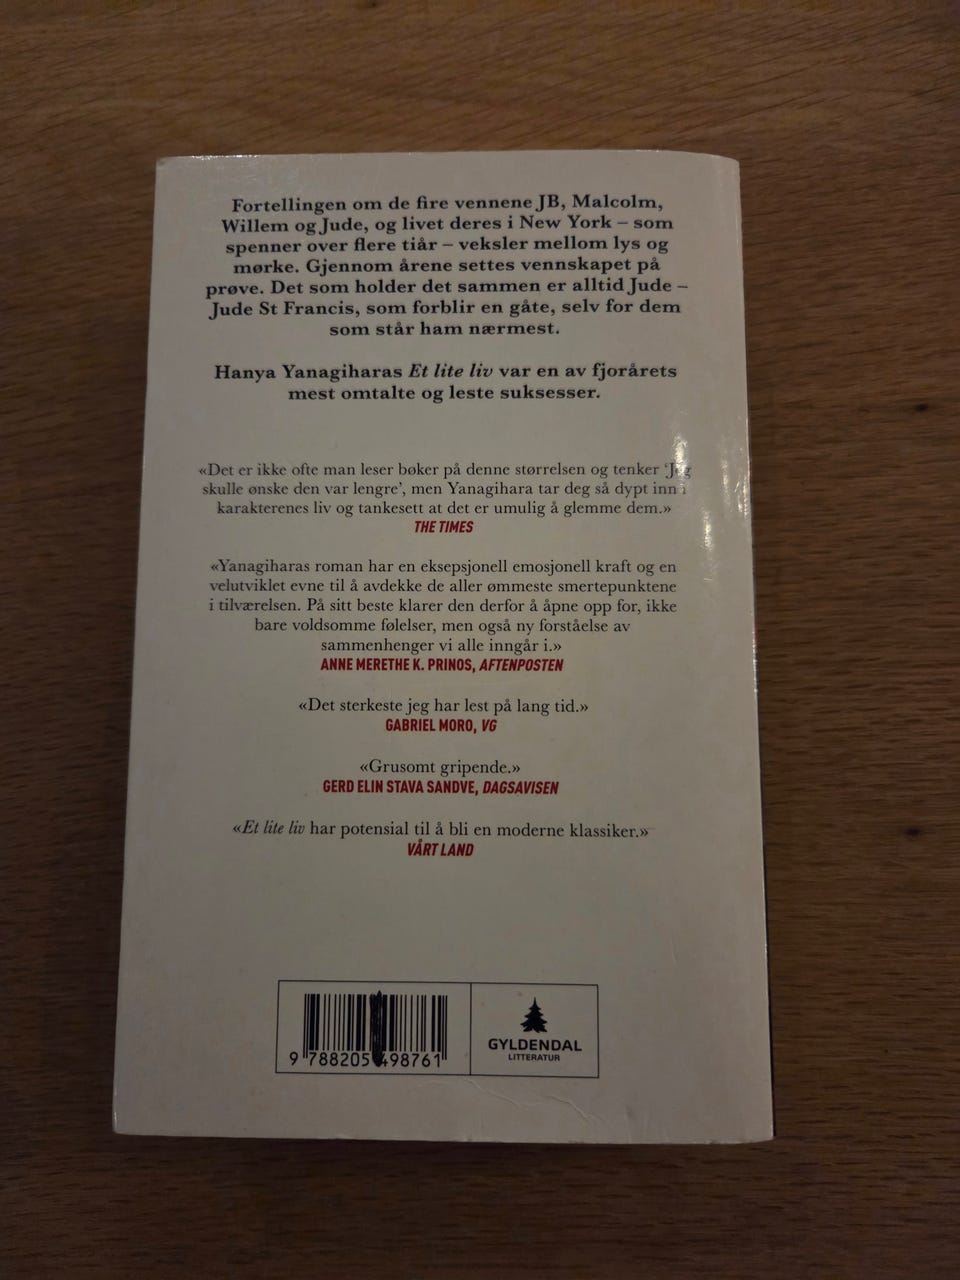 Fortellingen om de fire vennene JB, Malcolm,
Willem og Jude, og livet deres i New York – som
spenner over flere tiår – veksler mellom lys og
mørke. Gjennom årene settes vennskapet på
prøve. Det som holder det sammen er alltid Jude –
Jude St Francis, som forblir en gåte, selv for dem
som står ham nærmest.
Hanya Yanagiharas Et lite liv var en av fjorårets
mest omtalte og leste suksesser.
«Det er ikke ofte man leser bøker på denne størrelsen og tenker ‘Jeg
skulle ønske den var lengre’, men Yanagihara tar deg så dypt inn i
karakterenes liv og tankesett at det er umulig å glemme dem.»
THE TIMES
«Yanagiharas roman har en eksepsjonell emosjonell kraft og en
velutviklet evne til å avdekke de aller ømmeste smertepunktene
i tilværelsen. På sitt beste klarer den derfor å åpne opp for, ikke
bare voldsomme følelser, men også ny forståelse av
sammenhenger vi alle inngår i.»
ANNE MERETHE K. PRINOS, AFTENPOSTEN
«Det sterkeste jeg har lest på lang tid.»
GABRIEL MORO, VG
«Grusomt gripende.»
GERD ELIN STAVA SANDVE, DAGSAVISEN
«Et lite liv har potensial til å bli en moderne klassiker.»
VÅRT LAND
9 788205 498761
GYLDENDAL
LITTERATUR